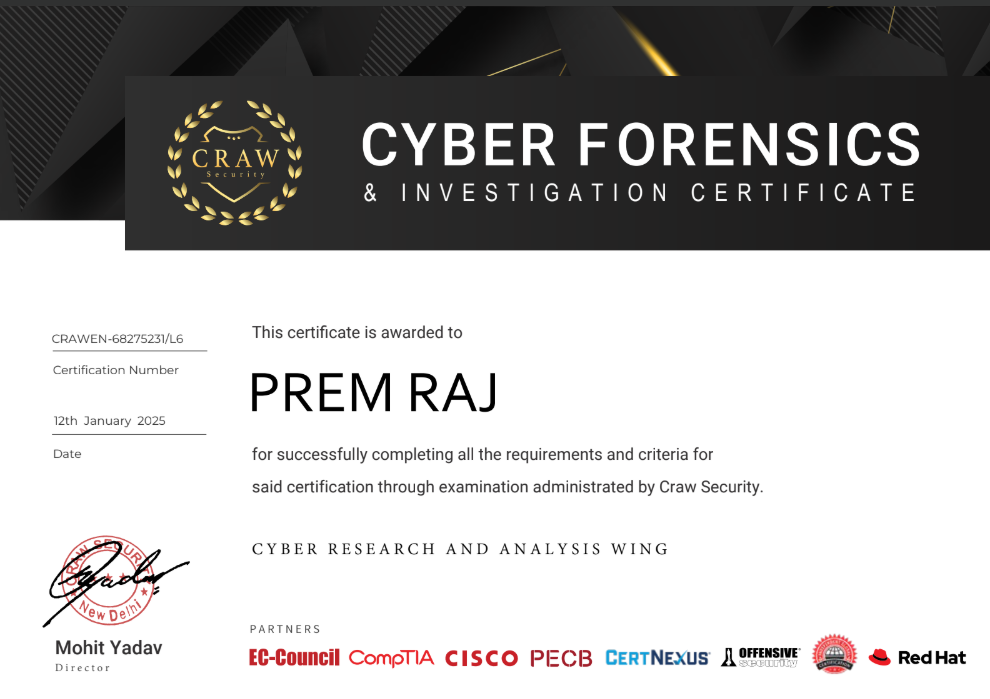 CRAW
Security
CYBER FORENSICS
& INVESTIGATION CERTIFICATE
CRAWEN-68275231/L6
Certification Number
12th January 2025
Date
This certificate is awarded to
PREM RAJ
for successfully completing all the requirements and criteria for
said certification through examination administrated by Craw Security.
CYBER RESEARCH AND ANALYSIS WING
CRAW SECURITY
New Delhi
Mohit Yadav
Director
PARTNERS
EC-Council CompTIA CISCO PECB CERTNEXUS OFFENSIVE security CERTIFICATION Red Hat